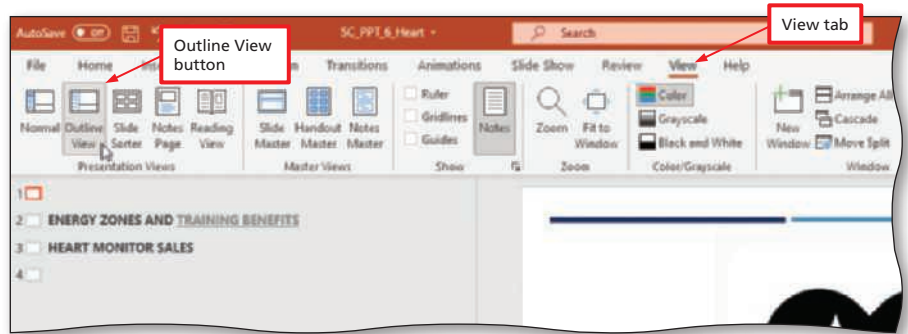 AutoSave Off SC_PPT_6_Heart Search
View tab
Outline View
button
File Home Transitions Animations Slide Show Review View Help
Normal Outline View Slide Sorter Notes Page Reading View
Slide Master Handout Master Notes Master
Ruler
Gridlines
Guides
Notes
Zoom Fit to Window
Color
Grayscale
Black and White
New Window
Arrange All
Cascade
Move Split
Presentation Views Master Views Show Zoom Color/Grayscale Window
1
2 ENERGY ZONES AND TRAINING BENEFITS
3 HEART MONITOR SALES
4